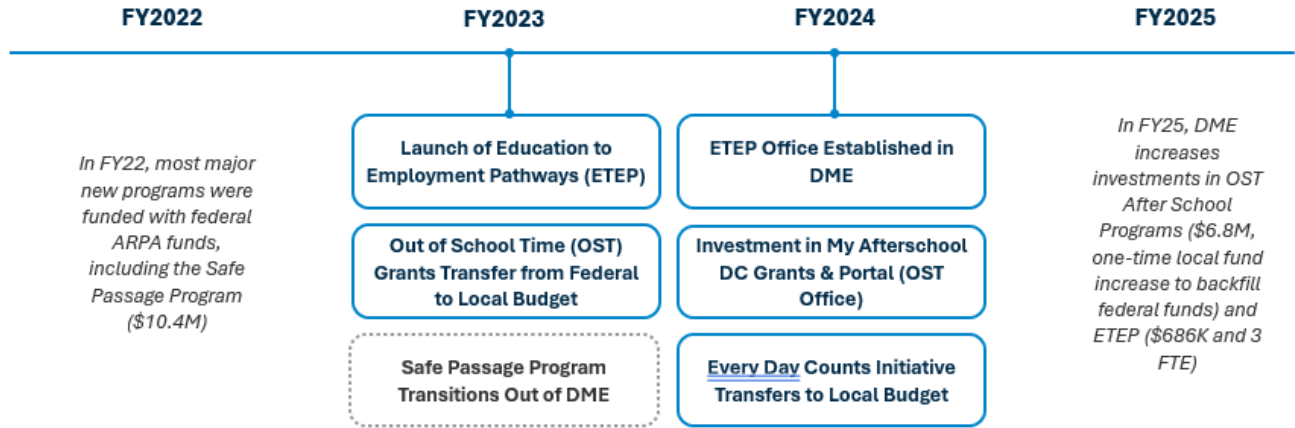 FY2022
FY2023
FY2024
FY2025
In FY22, most major
new programs were
funded with federal
ARPA funds,
including the Safe
Passage Program
($10.4M)
Launch of Education to
Employment Pathways (ETEP)
Out of School Time (OST)
Grants Transfer from Federal
to Local Budget
Safe Passage Program
Transitions Out of DME
ETEP Office Established in
DME
Investment in My Afterschool
DC Grants & Portal (OST
Office)
Every Day Counts Initiative
Transfers to Local Budget
In FY25, DME
increases
investments in OST
After School
Programs ($6.8M,
one-time local fund
increase to backfill
federal funds) and
ETEP ($686K and 3
FTE)